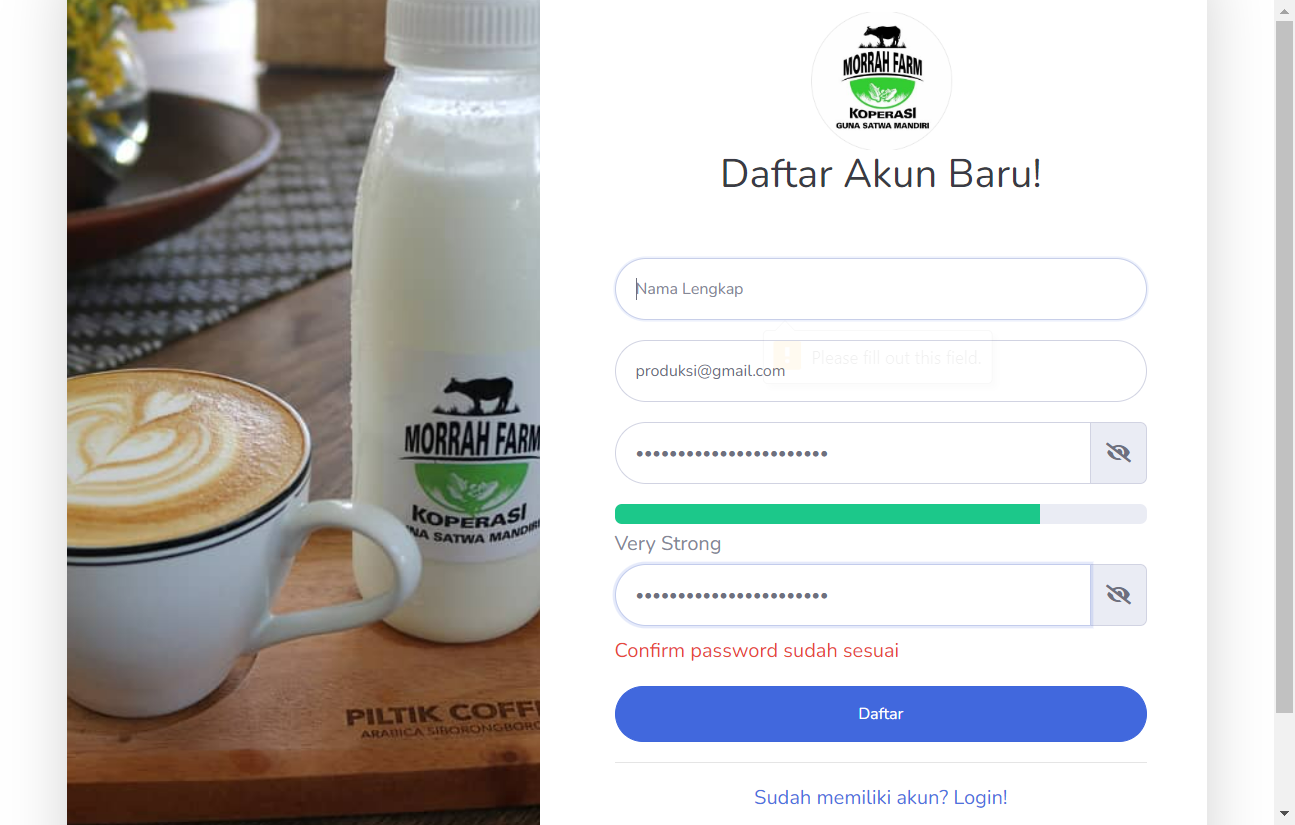 MORRAH FARM
KOPERASI
GUNA SATWA MANDIRI
Daftar Akun Baru!
Nama Lengkap
Please fill out this field.
produksi@gmail.com
••••••••••••••••••••••
Very Strong
••••••••••••••••••••••
Confirm password sudah sesuai
Daftar
Sudah memiliki akun? Login!
MORRAH FARM
KOPERASI
NA SATWA MANDIRI
PILTIK COFF
ARABICA SIBORONGBORO